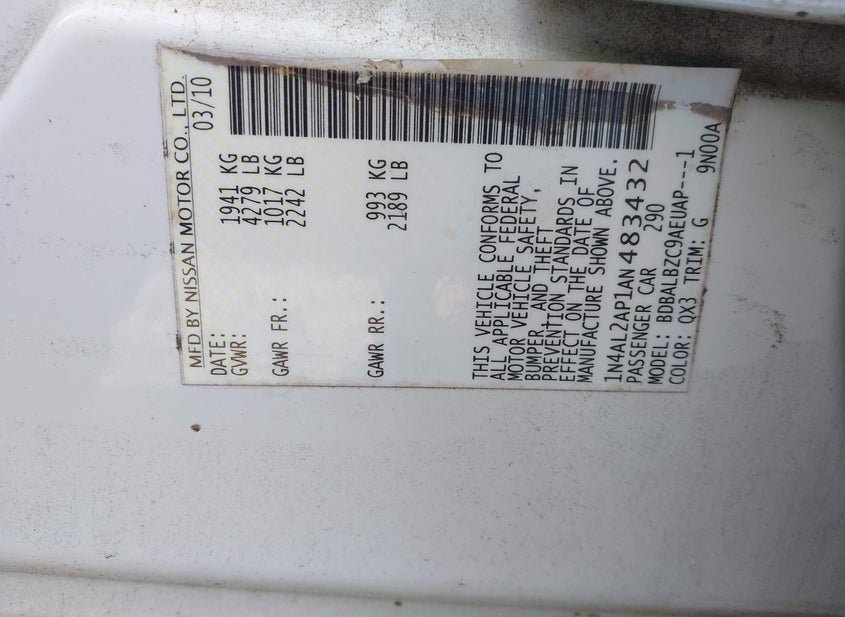 MFD BY NISSAN MOTOR CO., LTD.
DATE: 03/10
GVWR: 1941 KG
4279 LB
GAWR FR.: 1017 KG
2242 LB
GAWR RR.: 993 KG
2189 LB
THIS VEHICLE CONFORMS TO
ALL APPLICABLE FEDERAL
MOTOR VEHICLE SAFETY,
BUMPER, AND THEFT
PREVENTION STANDARDS IN
EFFECT ON THE DATE OF
MANUFACTURE SHOWN ABOVE.
1N4AL2AP1AN483432
PASSENGER CAR 290
MODEL: BDBALBZC9AEUAP---1
COLOR: QX3 TRIM: G 9N00A